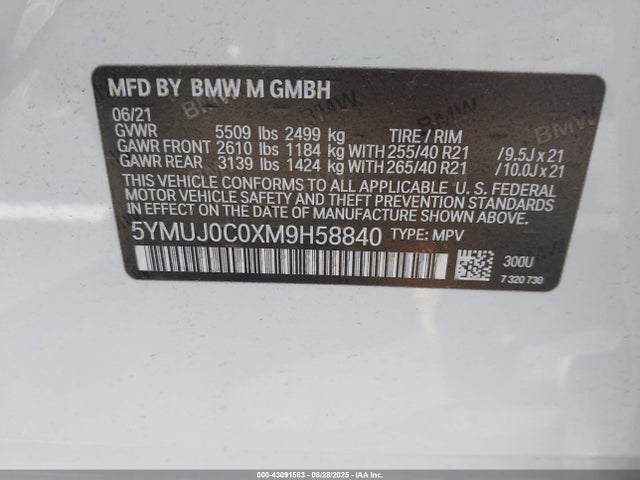 MFD BY BMW M GMBH
06/21
GVWR 5509 lbs 2499 kg TIRE / RIM
GAWR FRONT 2610 lbs 1184 kg WITH 255/40 R21 /9.5J x 21
GAWR REAR 3139 lbs 1424 kg WITH 265/40 R21 /10.0J x 21
THIS VEHICLE CONFORMS TO ALL APPLICABLE U. S. FEDERAL
MOTOR VEHICLE SAFETY AND THEFT PREVENTION
STANDARDS IN EFFECT ON THE DATE OF MANUFACTURE SHOWN ABOVE.
5YMUJ0C0XM9H58840 TYPE: MPV
300U
7 320 730
000-43091583 - 08/28/2025 - IAA Inc.